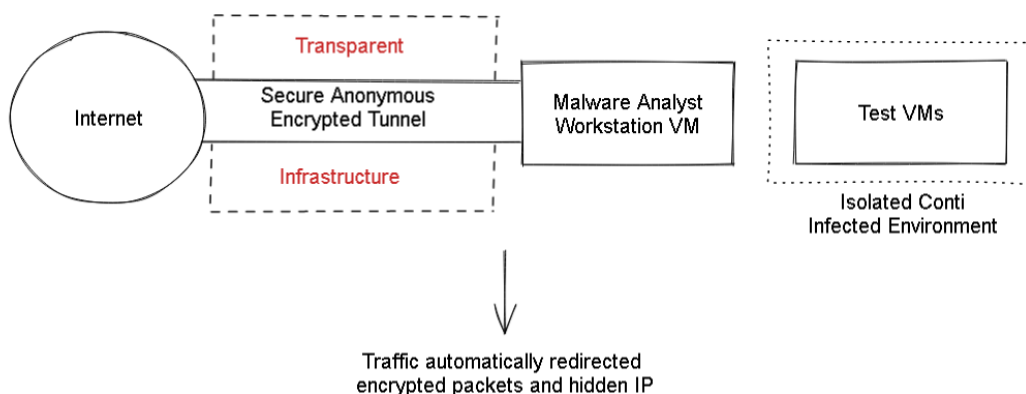 Transparent
Internet
Secure Anonymous
Encrypted Tunnel
Infrastructure
Malware Analyst
Workstation VM
Test VMs
Isolated Conti
Infected Environment
Traffic automatically redirected
encrypted packets and hidden IP